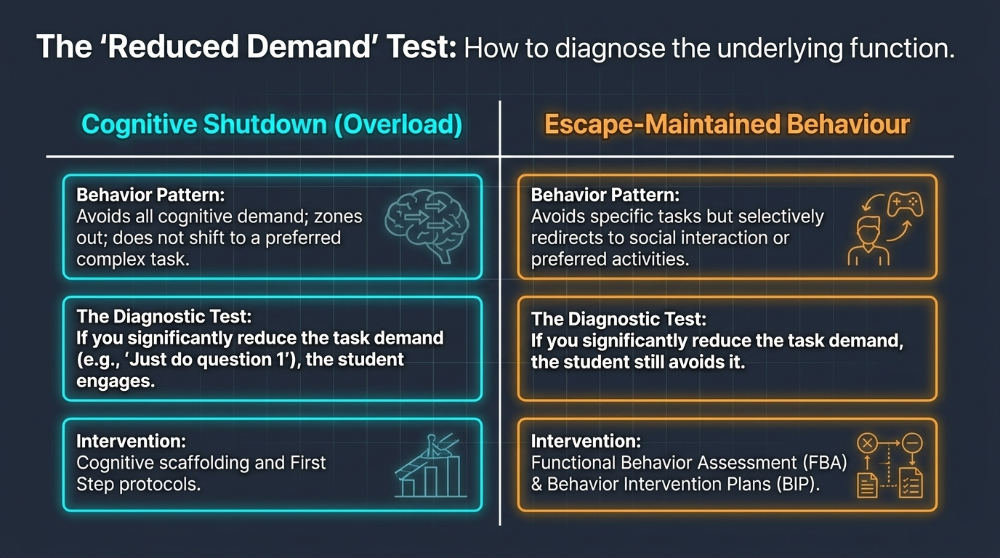 The ‘Reduced Demand’ Test: How to diagnose the underlying function.
Cognitive Shutdown (Overload)
Behavior Pattern:
Avoids all cognitive demand; zones
out; does not shift to a preferred
complex task.
The Diagnostic Test:
If you significantly reduce the task demand
(e.g., ‘Just do question 1’), the student
engages.
Intervention:
Cognitive scaffolding and First
Step protocols.
Escape-Maintained Behaviour
Behavior Pattern:
Avoids specific tasks but selectively
redirects to social interaction or
preferred activities.
The Diagnostic Test:
If you significantly reduce the task demand,
the student still avoids it.
Intervention:
Functional Behavior Assessment (FBA)
& Behavior Intervention Plans (BIP).